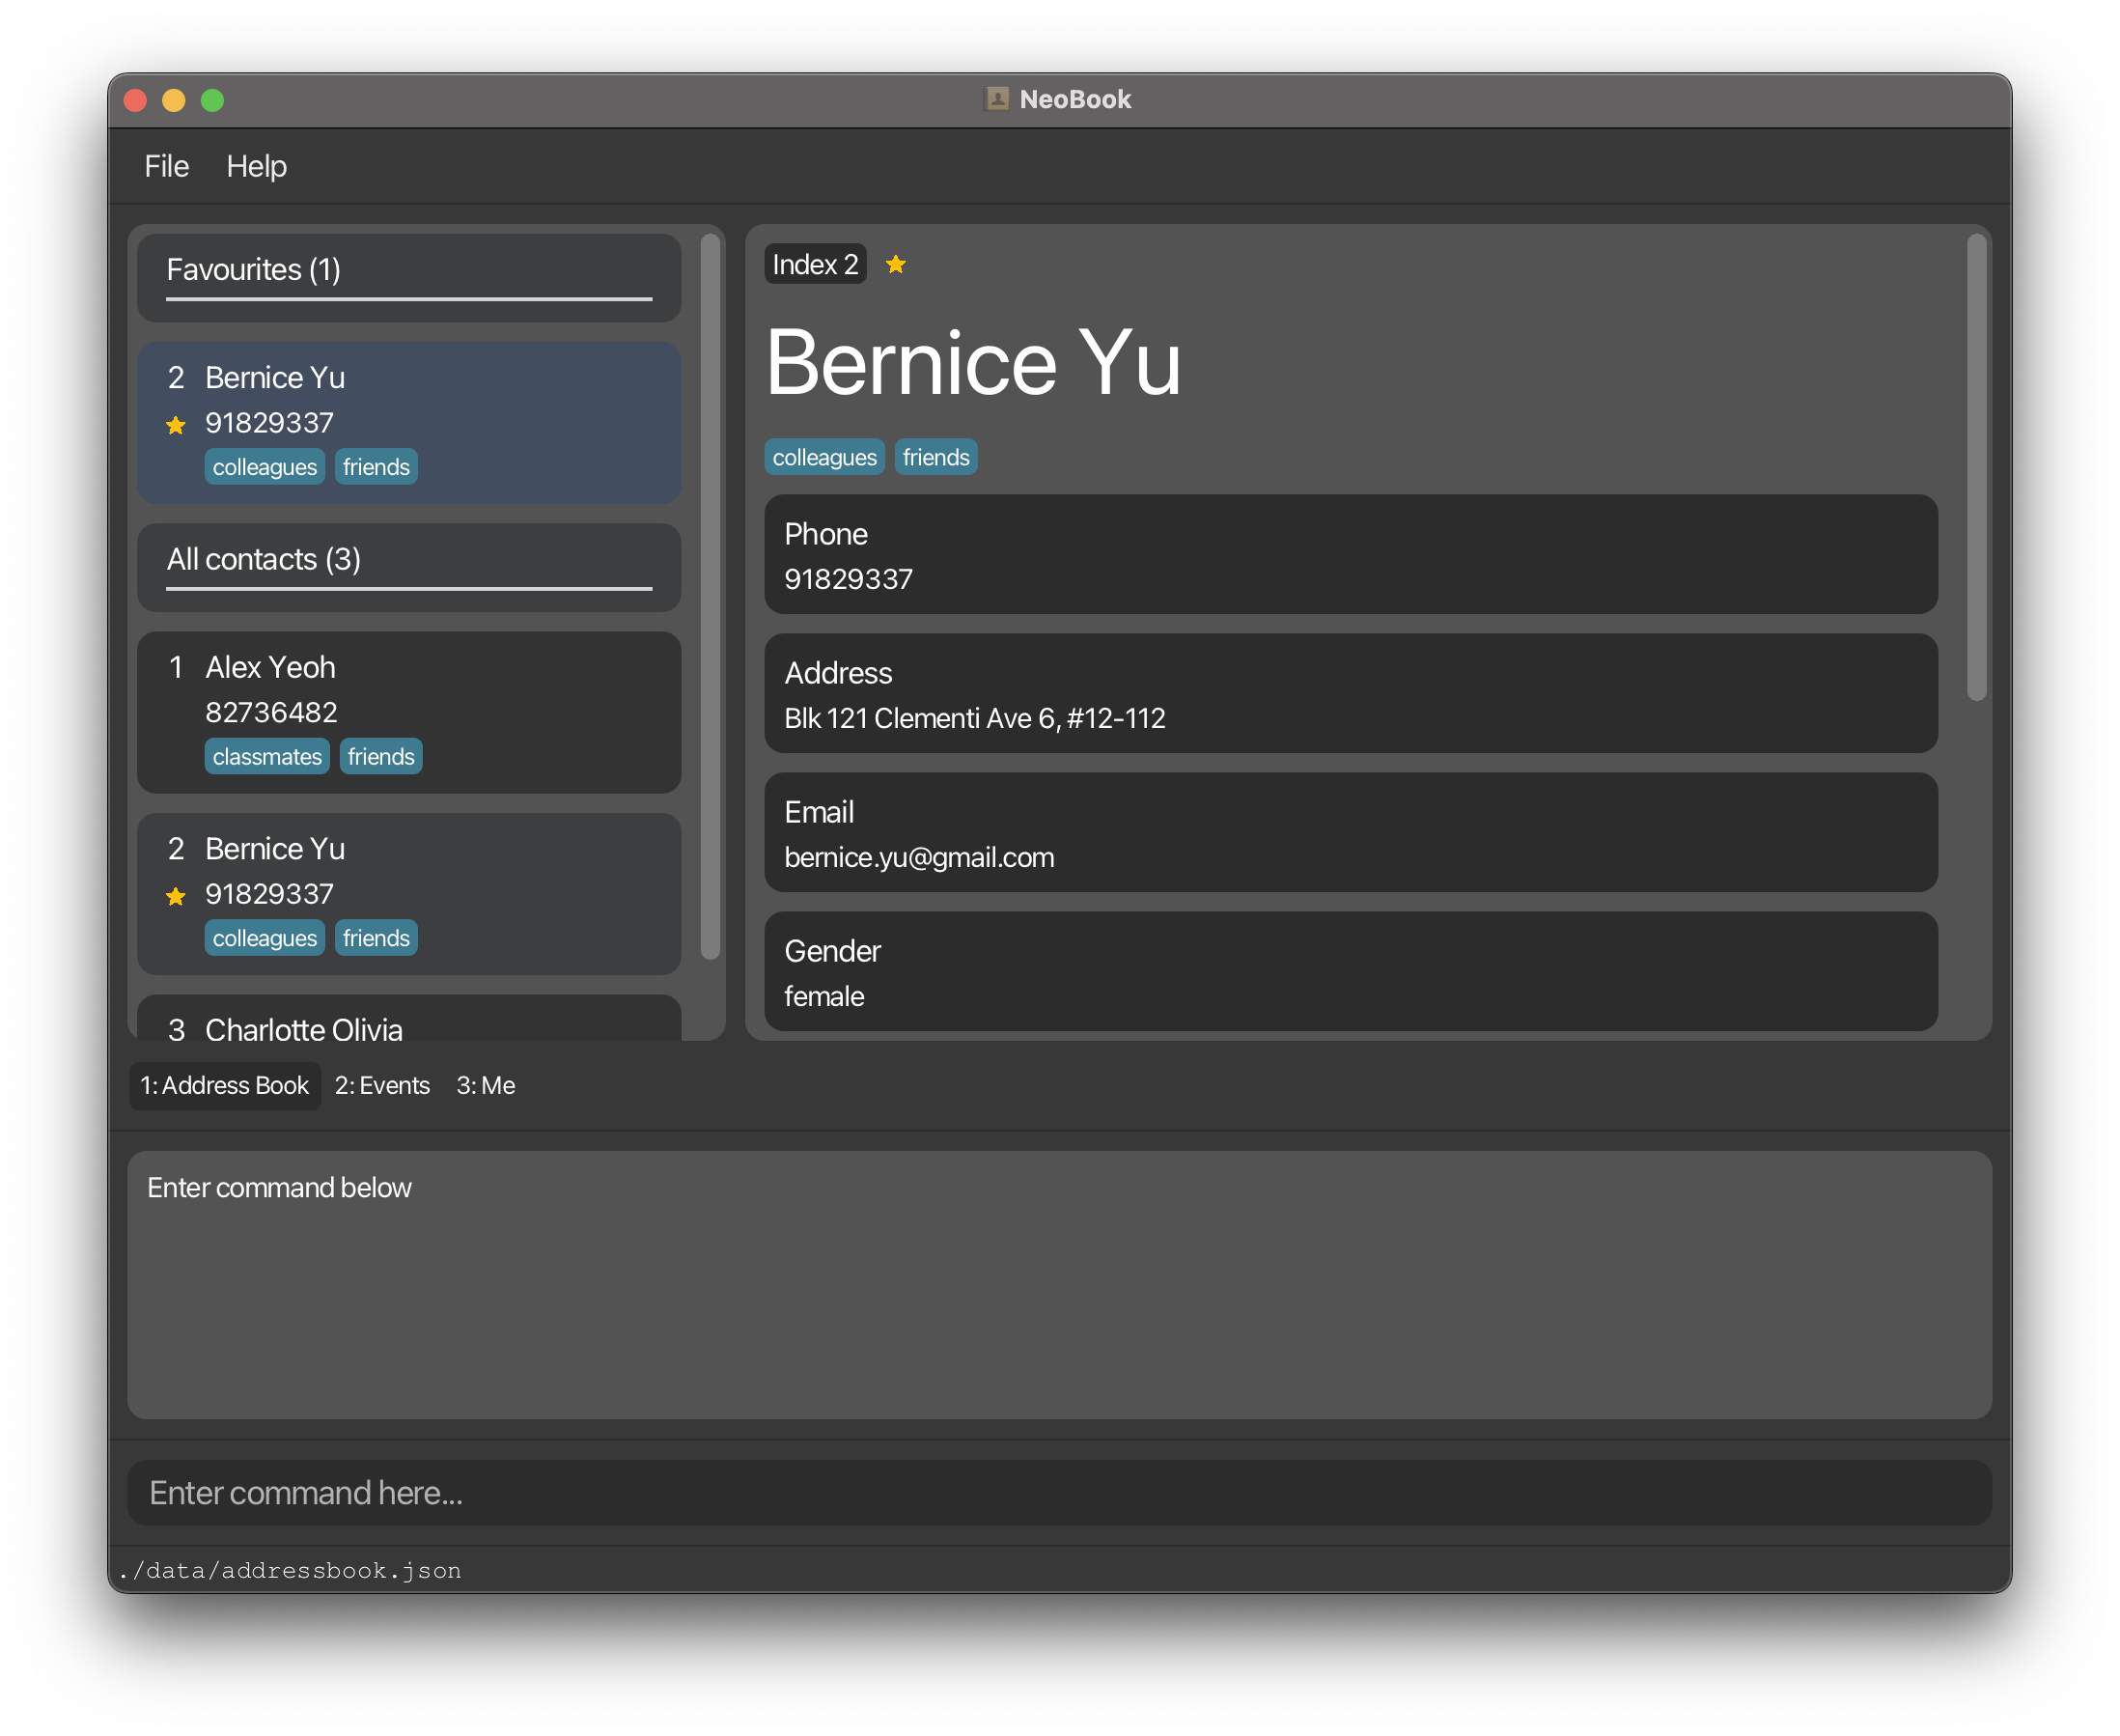 NeoBook
File Help
Favourites (1)
2 Bernice Yu
91829337
colleagues friends
All contacts (3)
1 Alex Yeoh
82736482
classmates friends
2 Bernice Yu
91829337
colleagues friends
3 Charlotte Olivia
Index 2
Bernice Yu
colleagues friends
Phone
91829337
Address
Blk 121 Clementi Ave 6, #12-112
Email
bernice.yu@gmail.com
Gender
female
1: Address Book 2: Events 3: Me
Enter command below
Enter command here...
./data/addressbook.json